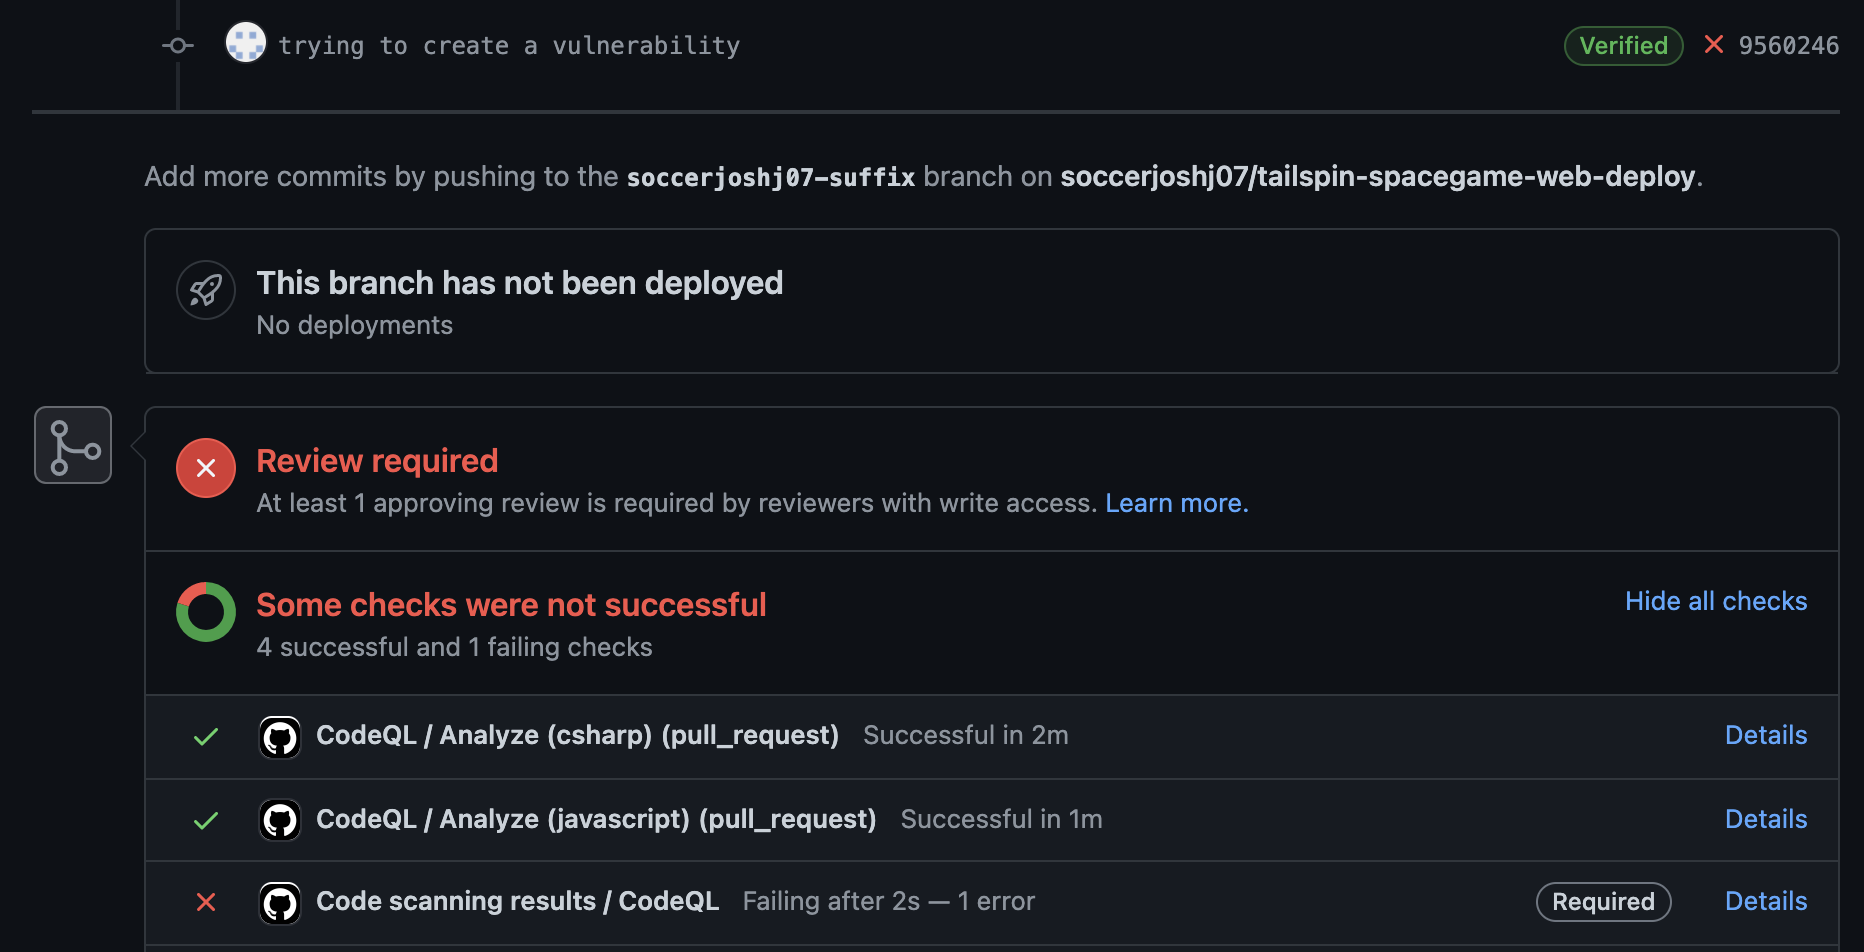 trying to create a vulnerability Verified 9560246
Add more commits by pushing to the soccerjoshj07-suffix branch on soccerjoshj07/tailspin-spacegame-web-deploy.
This branch has not been deployed
No deployments
Review required
At least 1 approving review is required by reviewers with write access. Learn more.
Some checks were not successful Hide all checks
4 successful and 1 failing checks
CodeQL / Analyze (csharp) (pull_request) Successful in 2m Details
CodeQL / Analyze (javascript) (pull_request) Successful in 1m Details
Code scanning results / CodeQL Failing after 2s — 1 error Required Details